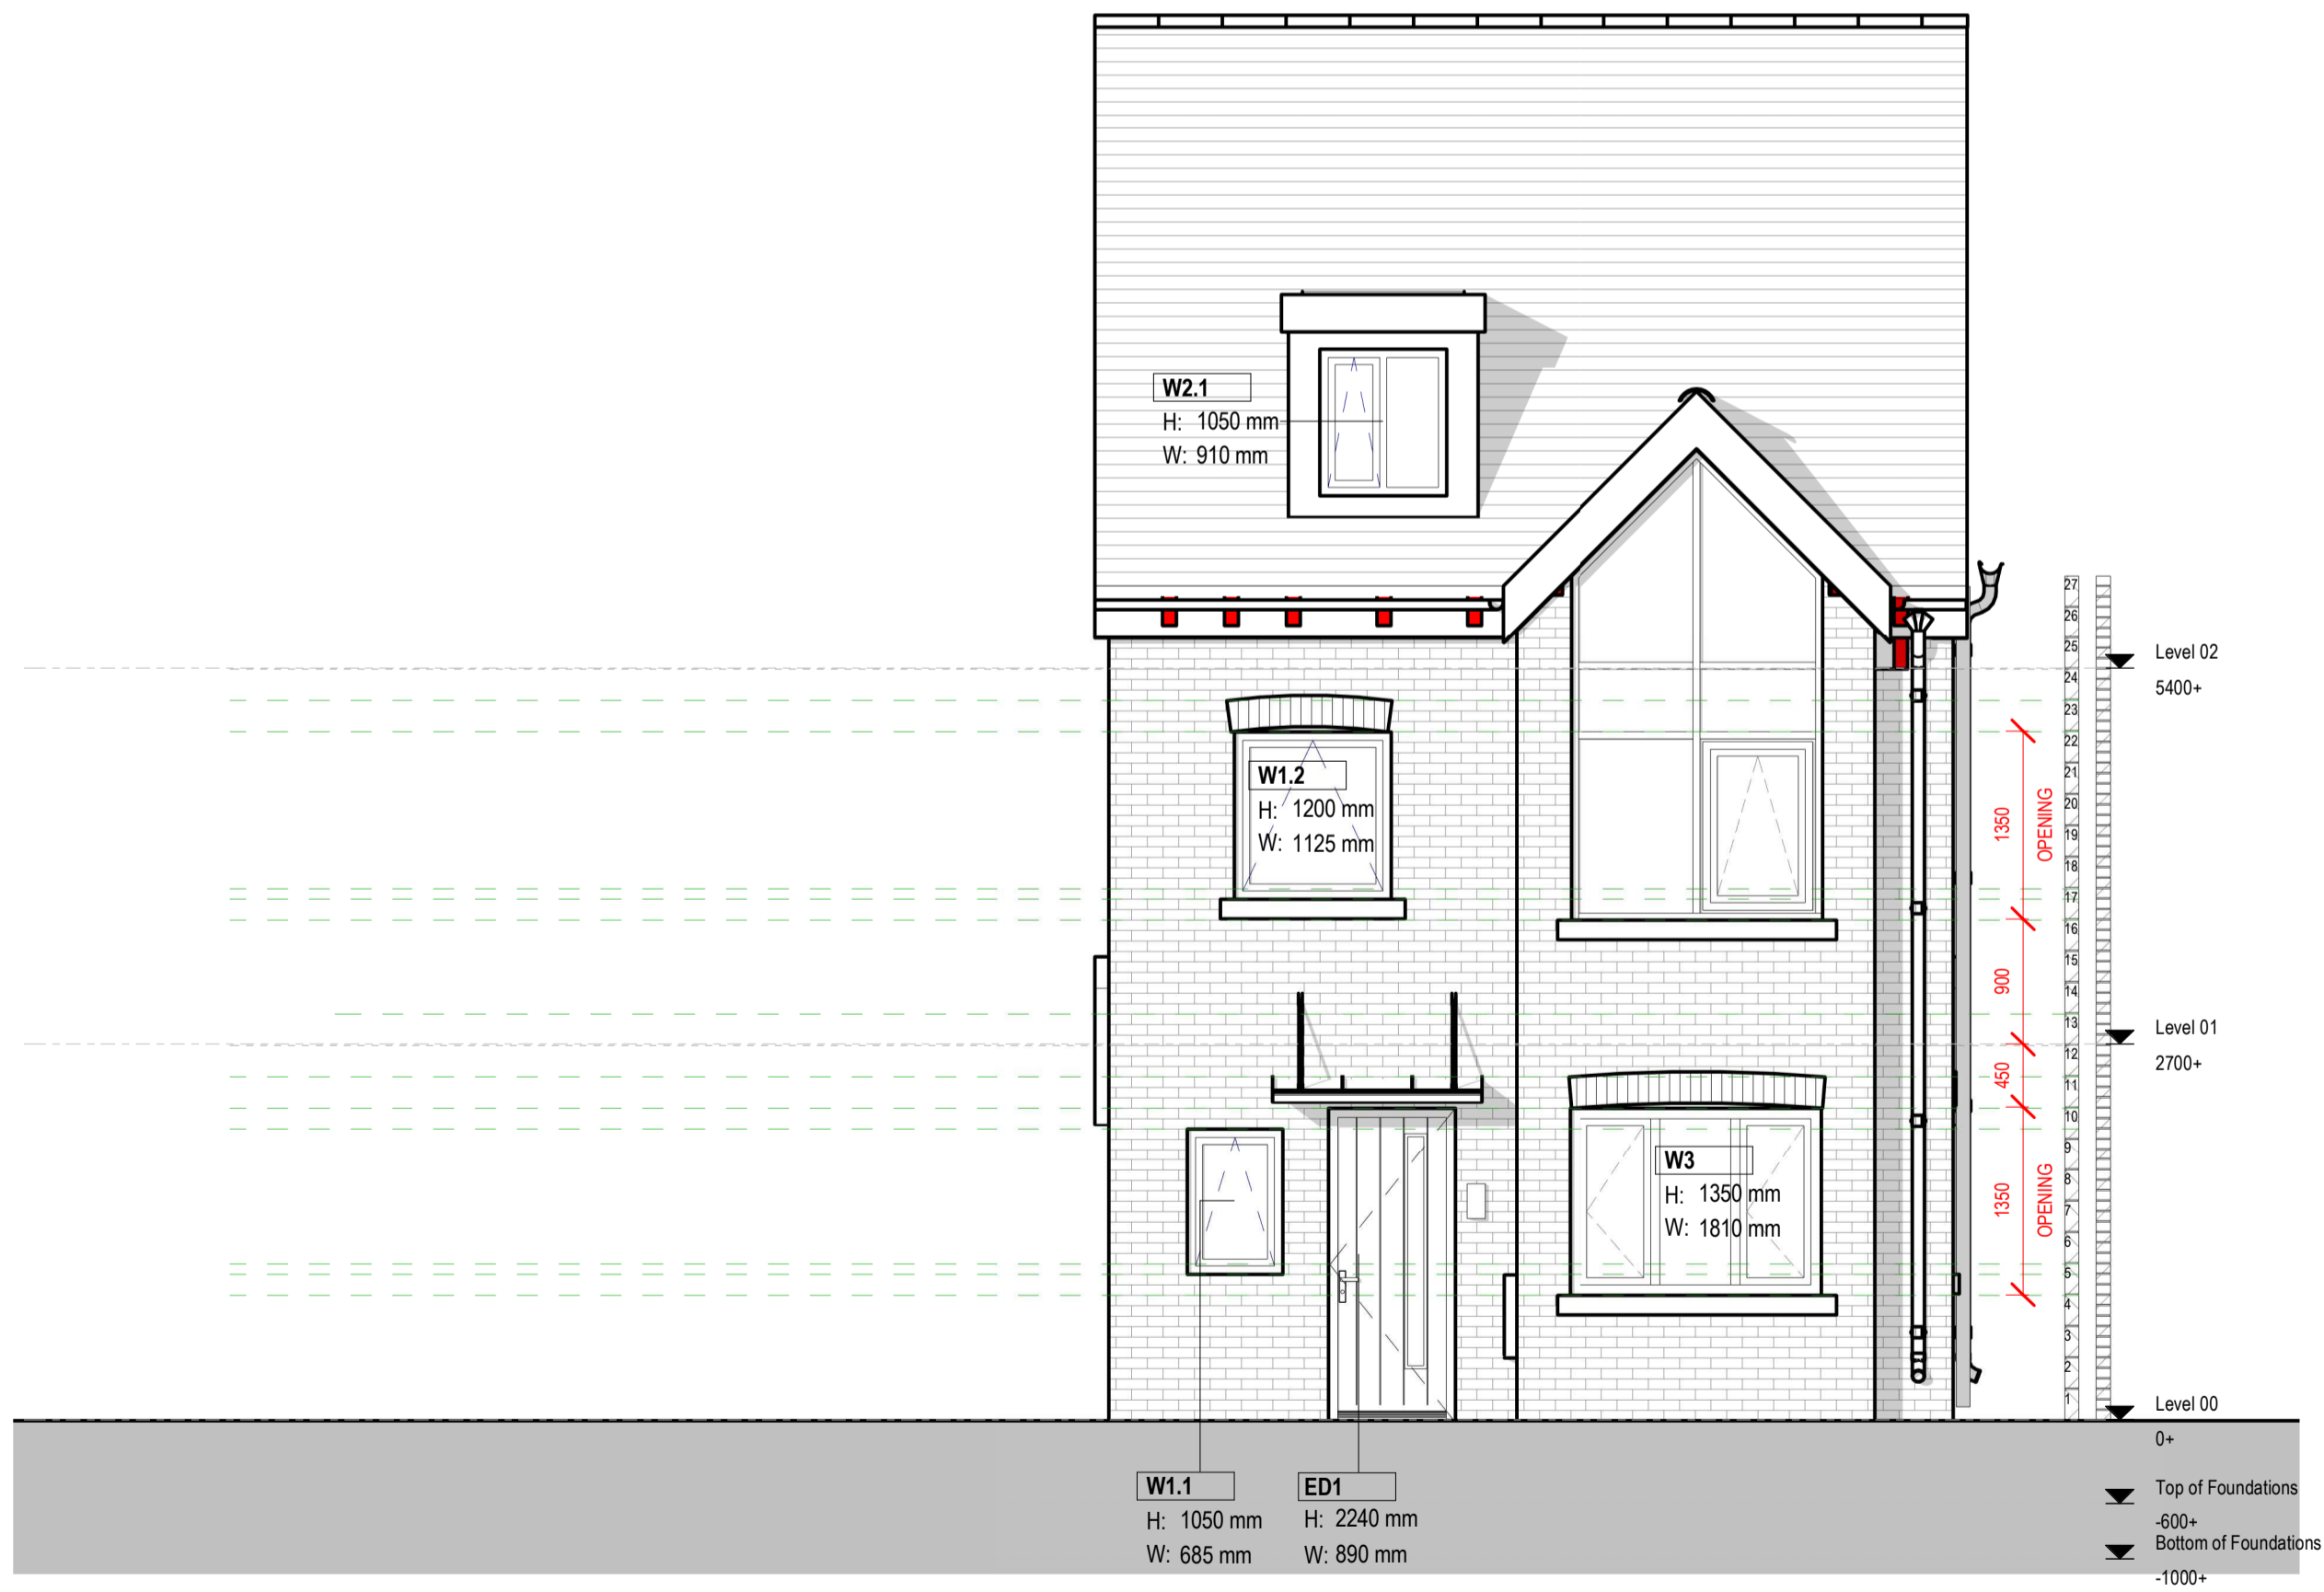 W2.1
H: 1050 mm
W: 910 mm
W1.2
H: 1200 mm
W: 1125 mm
W3
H: 1350 mm
W: 1810 mm
W1.1
H: 1050 mm
W: 685 mm
ED1
H: 2240 mm
W: 890 mm
1350
OPENING
900
450
1350
OPENING
27
26
25
24
23
22
21
20
19
18
17
16
15
14
13
12
11
10
9
8
7
6
5
4
3
2
1
Level 02
5400+
Level 01
2700+
Level 00
0+
Top of Foundations
-600+
Bottom of Foundations
-1000+